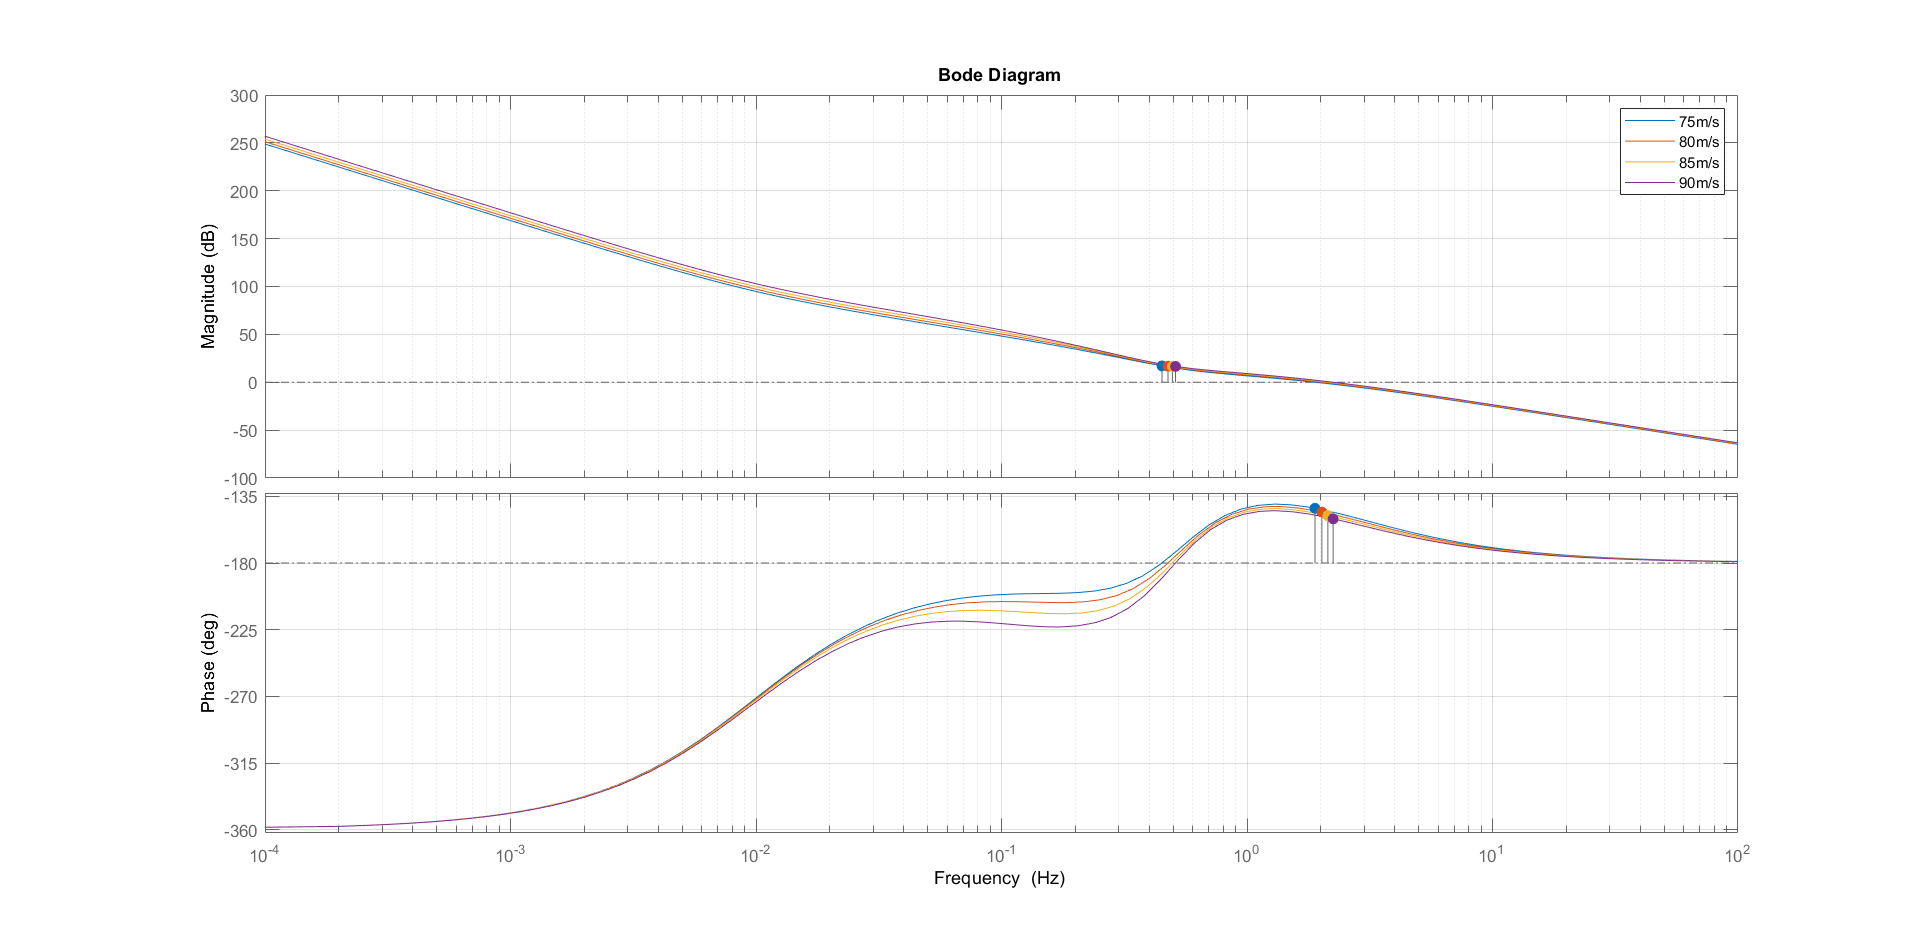 Bode Diagram
300
250
200
150
100
50
0
-50
-100
Magnitude (dB)
75m/s
80m/s
85m/s
90m/s
-135
-180
-225
-270
-315
-360
Phase (deg)
10^-4 10^-3 10^-2 10^-1 10^0 10^1 10^2
Frequency (Hz)